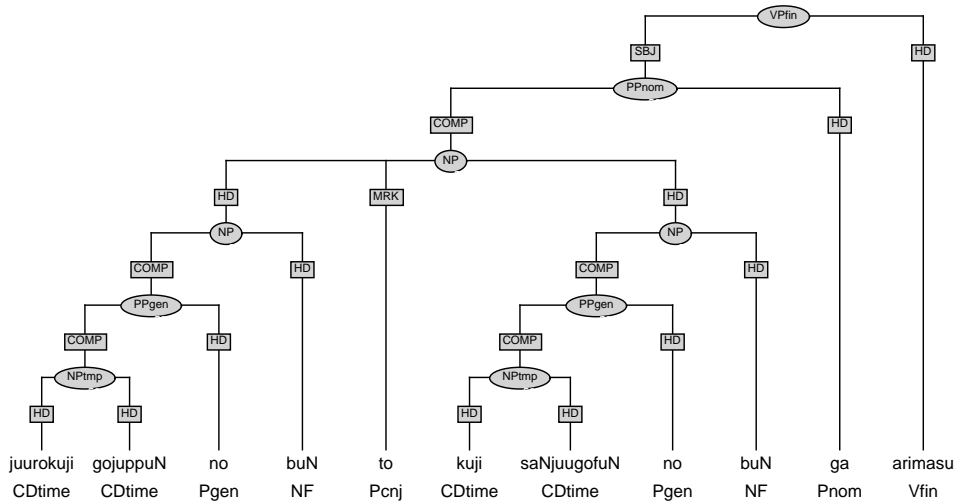 VPfin
SBJ HD
PPnom
COMP HD
NP
HD MRK HD
NP NP
COMP HD COMP HD
PPgen PPgen
COMP HD COMP HD
NPtmp NPtmp
HD HD HD HD
juurokuji gojuppuN no buN to kuji saNjuugofuN no buN ga arimasu
CDtime CDtime Pgen NF Pcnj CDtime CDtime Pgen NF Pnom Vfin